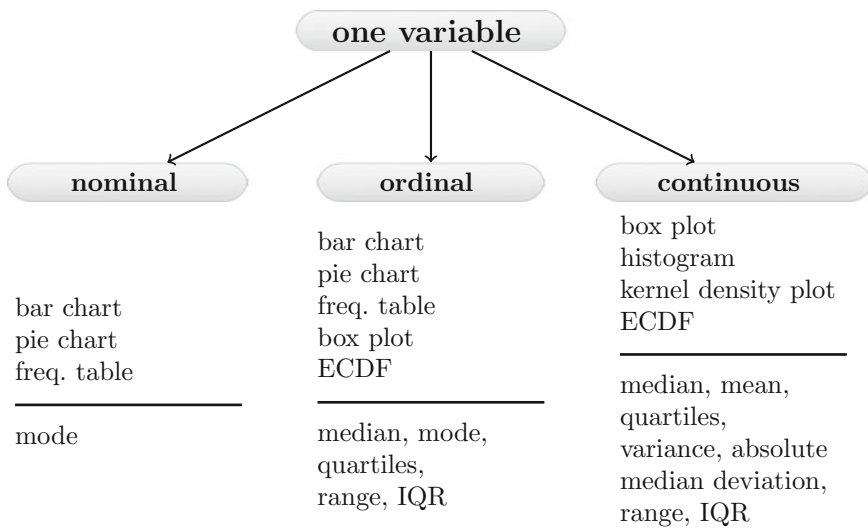 one variable
nominal
bar chart
pie chart
freq. table
mode
ordinal
bar chart
pie chart
freq. table
box plot
ECDF
median, mode,
quartiles,
range, IQR
continuous
box plot
histogram
kernel density plot
ECDF
median, mean,
quartiles,
variance, absolute
median deviation,
range, IQR